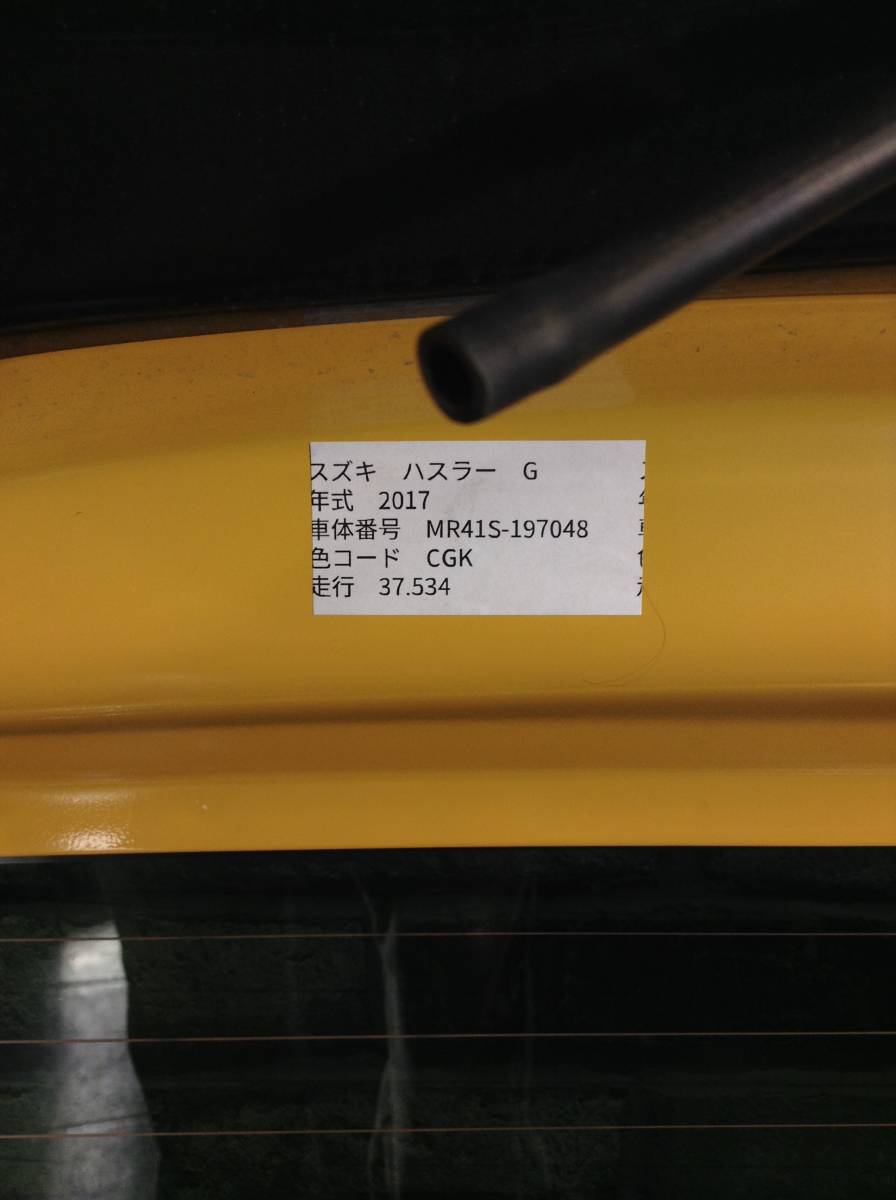 スズキ　ハスラー　G
年式　2017
車体番号　MR41S-197048
色コード　CGK
走行　37.534